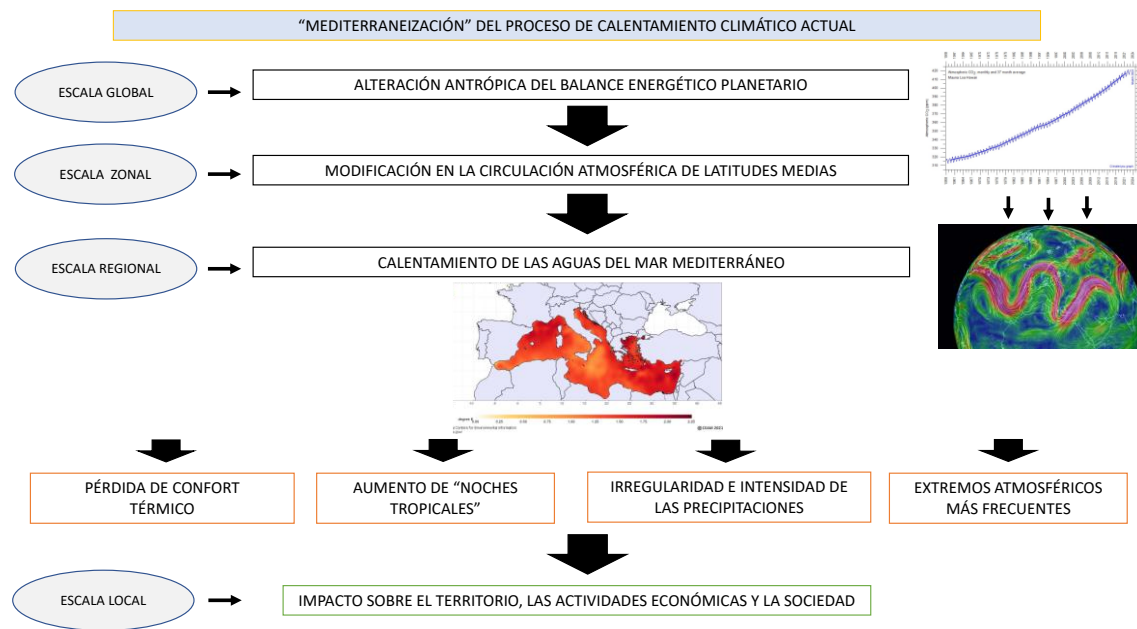 “MEDITERRANEIZACIÓN” DEL PROCESO DE CALENTAMIENTO CLIMÁTICO ACTUAL
ESCALA GLOBAL
ALTERACIÓN ANTRÓPICA DEL BALANCE ENERGÉTICO PLANETARIO
ESCALA ZONAL
MODIFICACIÓN EN LA CIRCULACIÓN ATMOSFÉRICA DE LATITUDES MEDIAS
ESCALA REGIONAL
CALENTAMIENTO DE LAS AGUAS DEL MAR MEDITERRÁNEO
PÉRDIDA DE CONFORT
TÉRMICO
AUMENTO DE “NOCHES
TROPICALES”
IRREGULARIDAD E INTENSIDAD DE
LAS PRECIPITACIONES
EXTREMOS ATMOSFÉRICOS
MÁS FRECUENTES
ESCALA LOCAL
IMPACTO SOBRE EL TERRITORIO, LAS ACTIVIDADES ECONÓMICAS Y LA SOCIEDAD